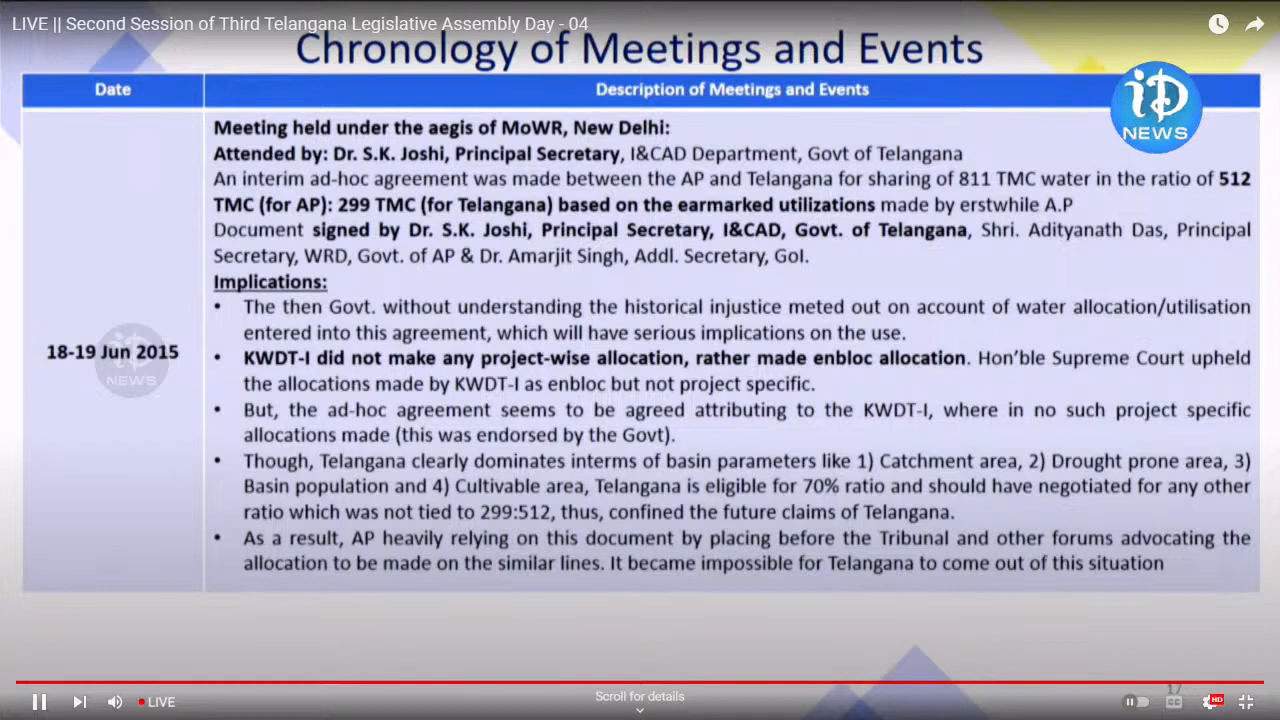 LIVE || Second Session of Third Telangana Legislative Assembly Day - 04
Chronology of Meetings and Events
Date
Description of Meetings and Events
iD
NEWS
Meeting held under the aegis of MoWR, New Delhi:
Attended by: Dr. S.K. Joshi, Principal Secretary, I&CAD Department, Govt of Telangana
An interim ad-hoc agreement was made between the AP and Telangana for sharing of 811 TMC water in the ratio of 512
TMC (for AP): 299 TMC (for Telangana) based on the earmarked utilizations made by erstwhile A.P
Document signed by Dr. S.K. Joshi, Principal Secretary, I&CAD, Govt. of Telangana, Shri. Adityanath Das, Principal
Secretary, WRD, Govt. of AP & Dr. Amarjit Singh, Addl. Secretary, GoI.
Implications:
• The then Govt. without understanding the historical injustice meted out on account of water allocation/utilisation
entered into this agreement, which will have serious implications on the use.
18-19 Jun 2015
NEWS
• KWDT-I did not make any project-wise allocation, rather made enbloc allocation. Hon'ble Supreme Court upheld
the allocations made by KWDT-I as enbloc but not project specific.
• But, the ad-hoc agreement seems to be agreed attributing to the KWDT-I, where in no such project specific
allocations made (this was endorsed by the Govt).
• Though, Telangana clearly dominates interms of basin parameters like 1) Catchment area, 2) Drought prone area, 3)
Basin population and 4) Cultivable area, Telangana is eligible for 70% ratio and should have negotiated for any other
ratio which was not tied to 299:512, thus, confined the future claims of Telangana.
• As a result, AP heavily relying on this document by placing before the Tribunal and other forums advocating the
allocation to be made on the similar lines. It became impossible for Telangana to come out of this situation
LIVE
Scroll for details
17
CC
HD